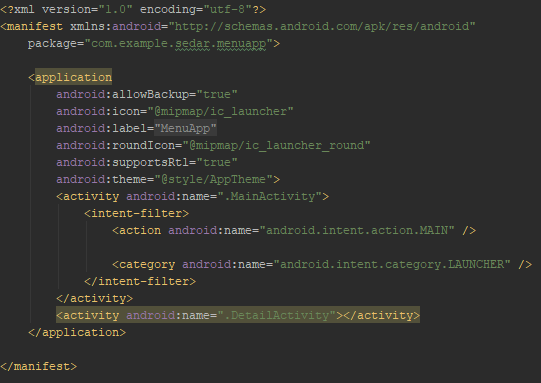 <?xml version="1.0" encoding="utf-8"?>
<manifest xmlns:android="http://schemas.android.com/apk/res/android"
    package="com.example.sedar.menuapp">

    <application
        android:allowBackup="true"
        android:icon="@mipmap/ic_launcher"
        android:label="MenuApp"
        android:roundIcon="@mipmap/ic_launcher_round"
        android:supportsRtl="true"
        android:theme="@style/AppTheme">
        <activity android:name=".MainActivity">
            <intent-filter>
                <action android:name="android.intent.action.MAIN" />

                <category android:name="android.intent.category.LAUNCHER" />
            </intent-filter>
        </activity>
        <activity android:name=".DetailActivity"></activity>
    </application>

</manifest>